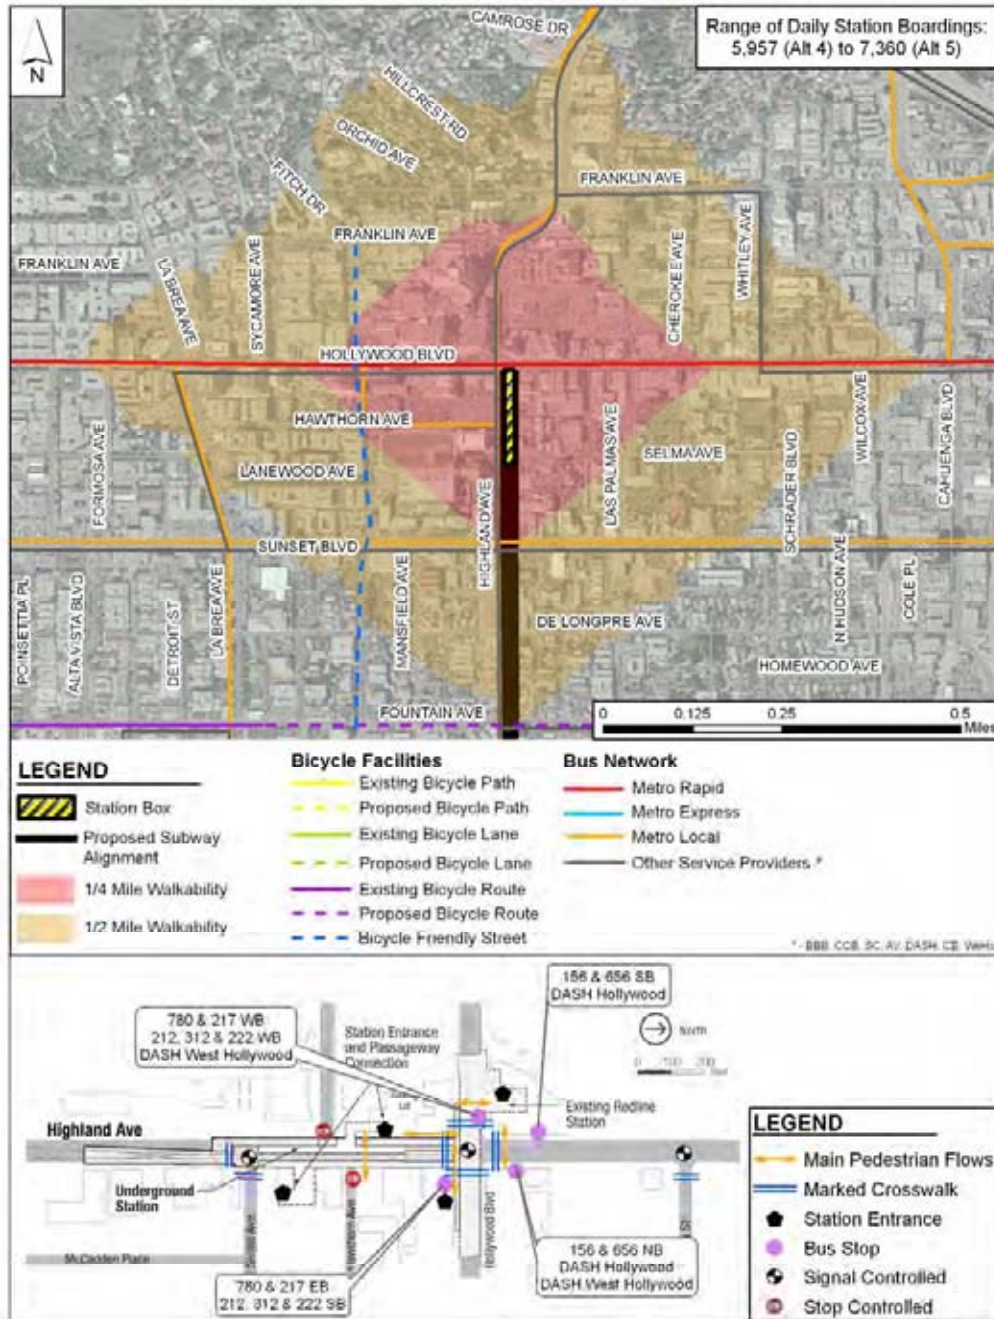 CAMROSE DR
Range of Daily Station Boardings:
5,957 (Alt 4) to 7,360 (Alt 5)
N
HILLCREST RD
ORCHID AVE
FITCH DR
FRANKLIN AVE
FRANKLIN AVE
FRANKLIN AVE
LA BREA AVE
SYCAMORE AVE
CHEROKEE AVE
WHITLEY AVE
HOLLYWOOD BLVD
HAWTHORN AVE
LANEWOOD AVE
FORMOSA AVE
HIGHLAND AVE
LAS PALMAS AVE
SELMA AVE
SCHRADER BLVD
WILCOX AVE
CAHUENGA BLVD
SUNSET BLVD
POINSETTIA PL
ALTA VISTA BLVD
DETROIT ST
LA BREA AVE
MANSFIELD AVE
DE LONGPRE AVE
N HUDSON AVE
COLE PL
HOMEWOOD AVE
FOUNTAIN AVE
0 0.125 0.25 0.5
Miles
LEGEND
Station Box
Proposed Subway
Alignment
1/4 Mile Walkability
1/2 Mile Walkability
Bicycle Facilities
Existing Bicycle Path
Proposed Bicycle Path
Existing Bicycle Lane
Proposed Bicycle Lane
Existing Bicycle Route
Proposed Bicycle Route
Bicycle Friendly Street
Bus Network
Metro Rapid
Metro Express
Metro Local
Other Service Providers *
780 & 217 WB
212, 312 & 222 WB
DASH West Hollywood
Station Entrance
and Passageway
Connection
156 & 656 SB
DASH Hollywood
North
0 100 200
Existing Redline
Station
Highland Ave
Underground
Station
McCadden Place
Hollywood Blvd
780 & 217 EB
212, 312 & 222 SB
156 & 656 NB
DASH Hollywood
DASH West Hollywood
LEGEND
Main Pedestrian Flows
Marked Crosswalk
Station Entrance
Bus Stop
Signal Controlled
Stop Controlled